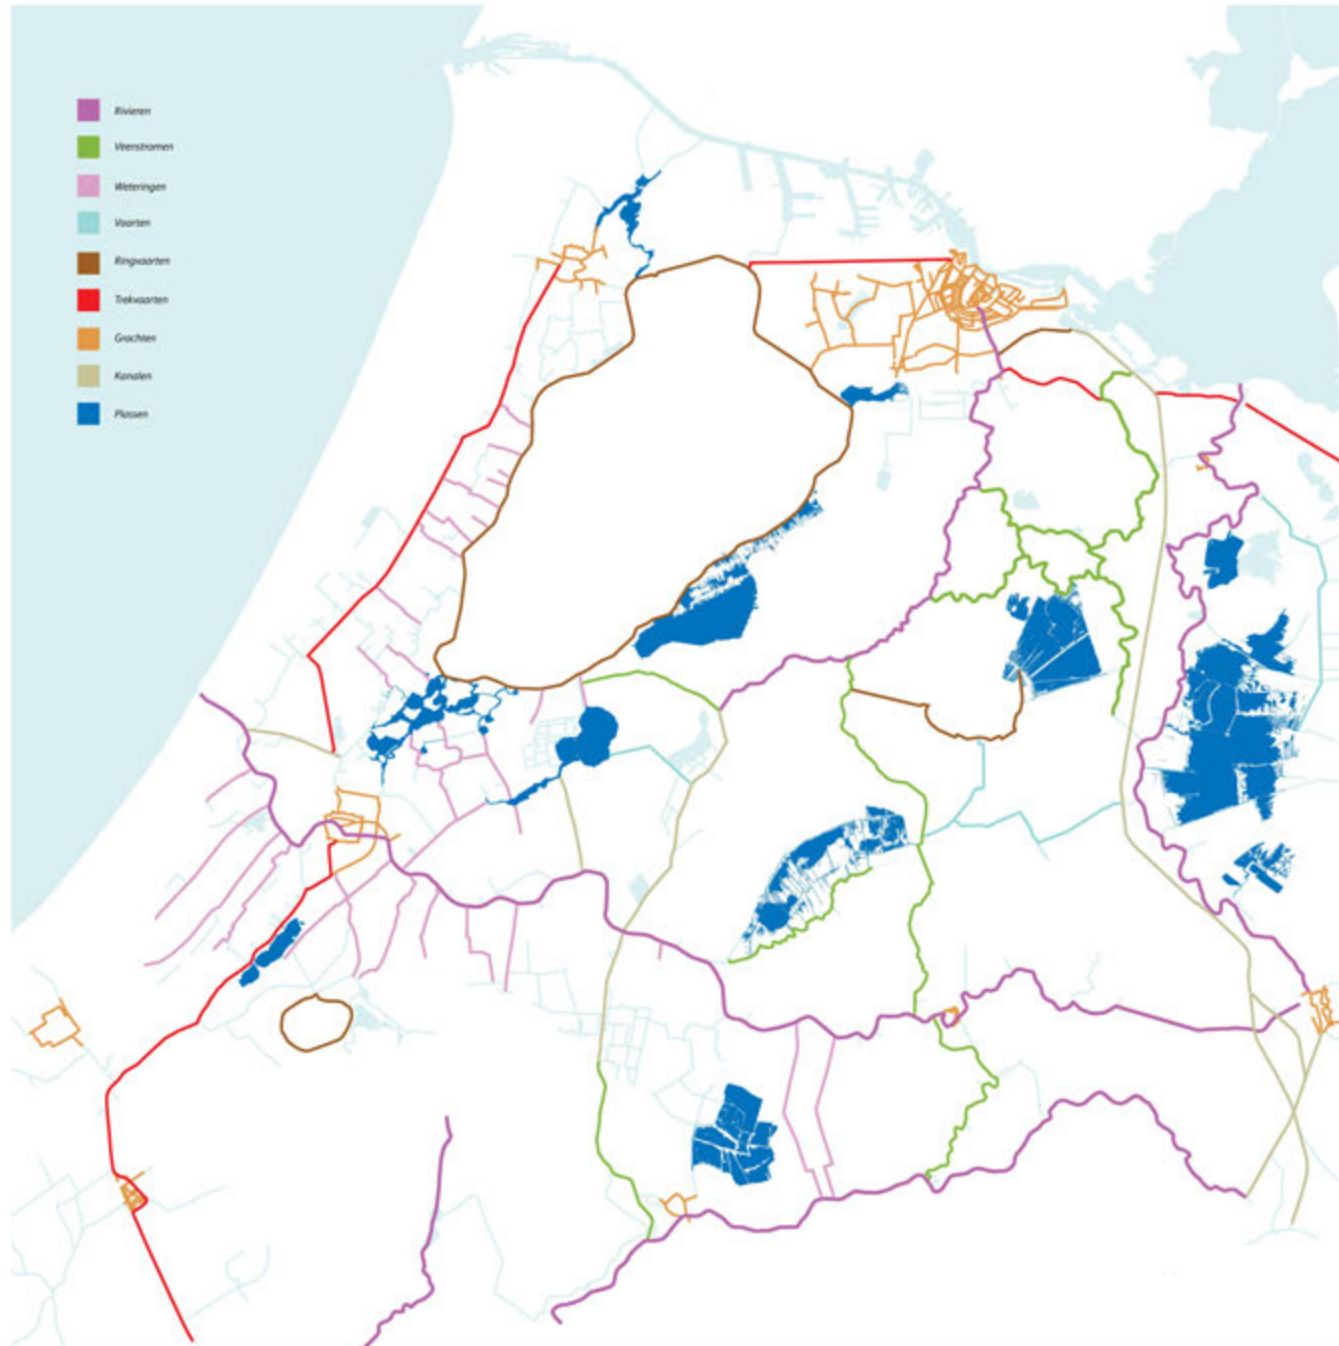 Rivieren
Veenstromen
Weteringen
Vaarten
Ringvaarten
Trekvaarten
Grachten
Kanalen
Plassen